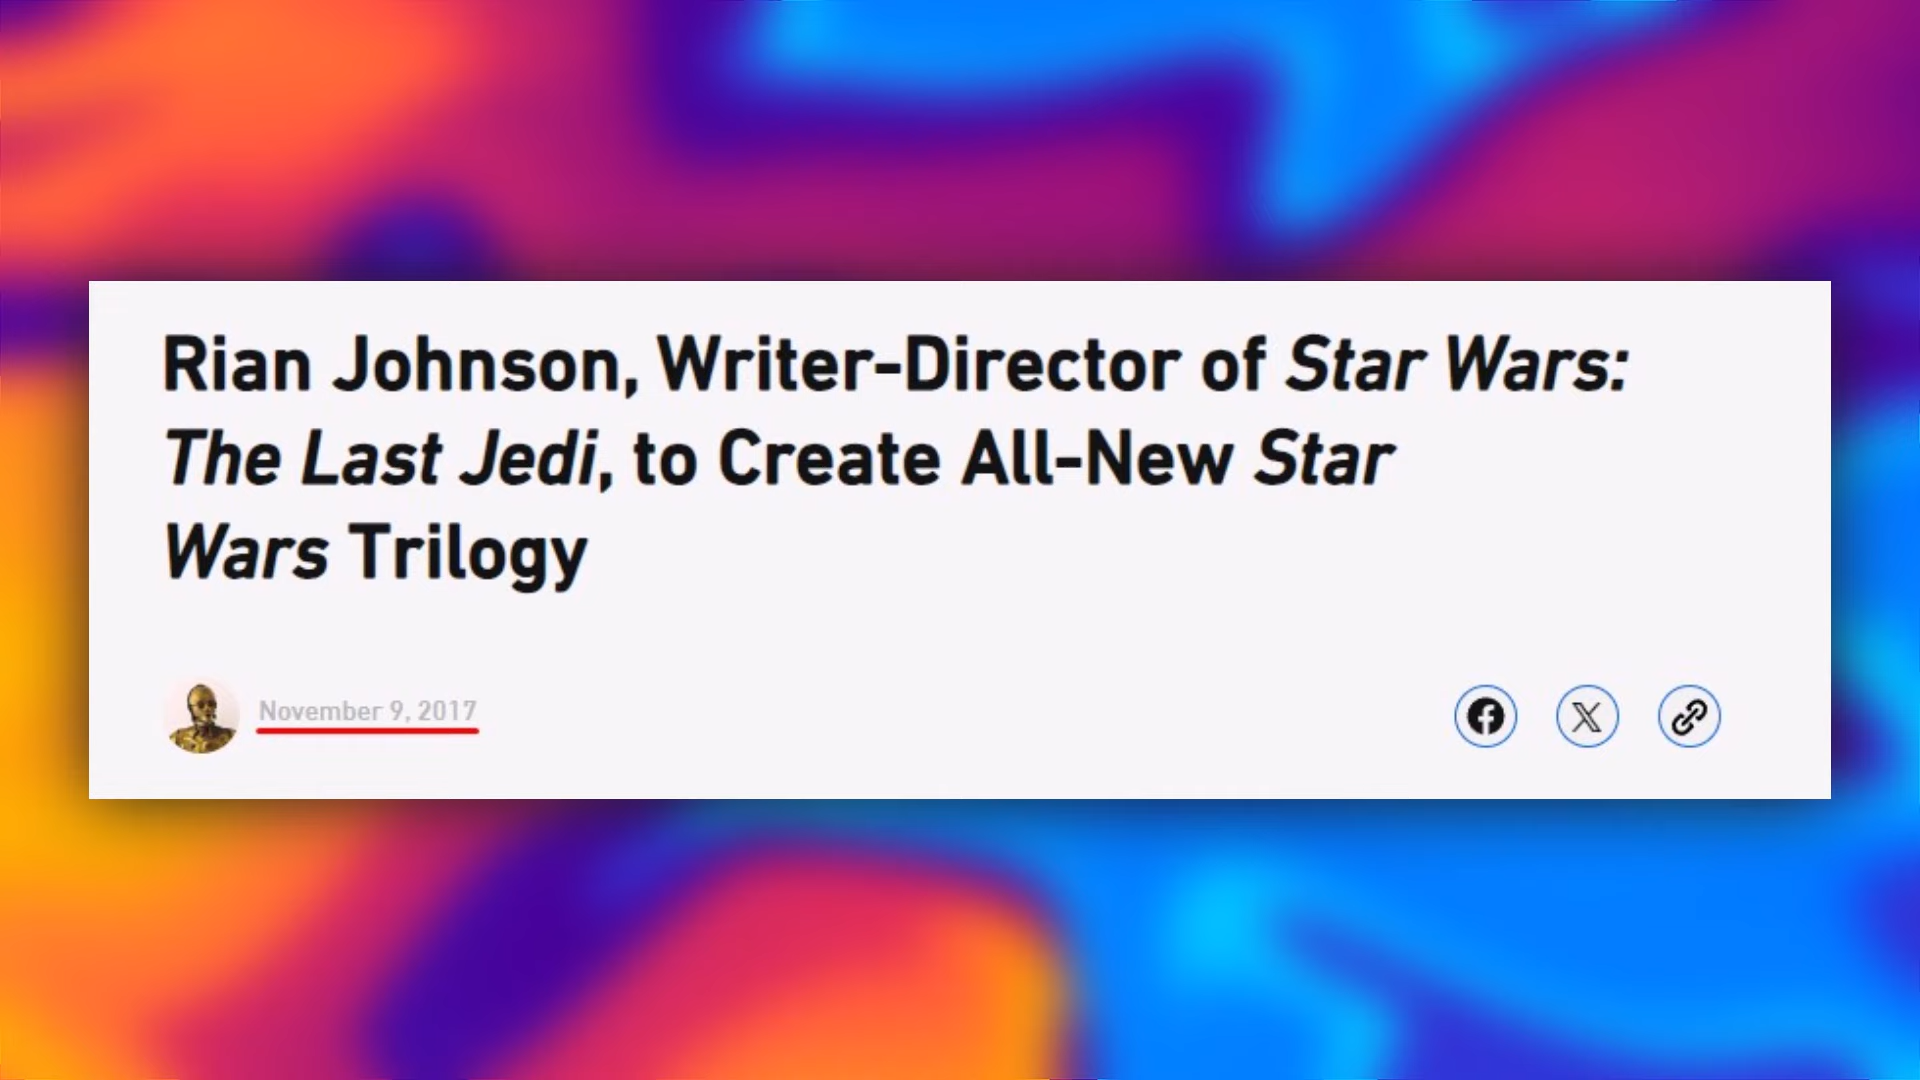 Rian Johnson, Writer-Director of Star Wars:
The Last Jedi, to Create All-New Star
Wars Trilogy
November 9, 2017